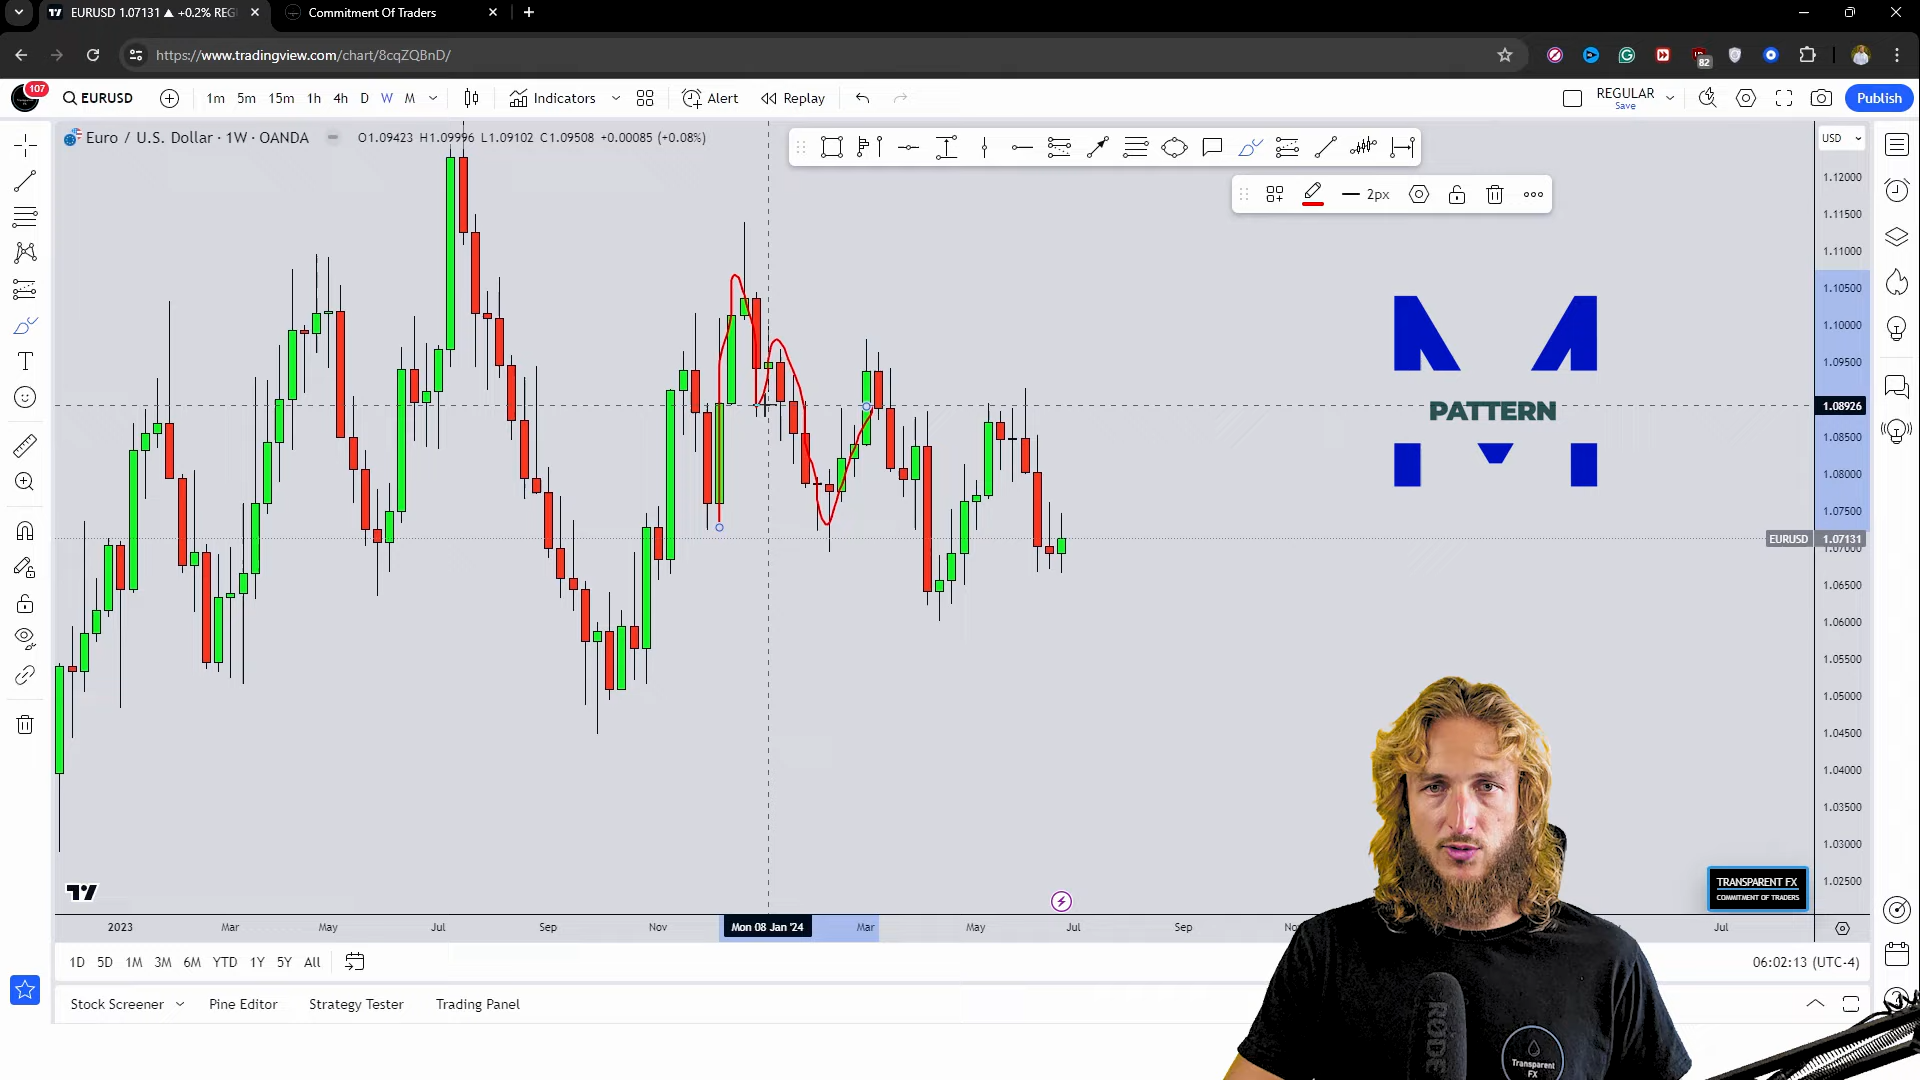 EURUSD 1.07131 ▲ +0.2% REG
Commitment Of Traders
https://www.tradingview.com/chart/8cqZQBnD/
82
107
EURUSD
1m 5m 15m 1h 4h D W M
Indicators
Alert
Replay
REGULAR
Save
Publish
Euro / U.S. Dollar · 1W · OANDA
O1.09423 H1.09996 L1.09102 C1.09508 +0.00085 (+0.08%)
USD
2px
1.12000
1.11500
1.11000
1.10500
1.10000
1.09500
1.08926
1.08500
1.08000
1.07500
EURUSD 1.07131
1.07000
1.06500
1.06000
1.05500
1.05000
1.04500
1.04000
1.03500
1.03000
1.02500
M
PATTERN
TRANSPARENT FX
COMMITMENT OF TRADERS
2023 Mar May Jul Sep Nov Mon 08 Jan '24 Mar May Jul Sep Jul
1D 5D 1M 3M 6M YTD 1Y 5Y All
06:02:13 (UTC-4)
Stock Screener
Pine Editor
Strategy Tester
Trading Panel
RØDE
Transparent
FX